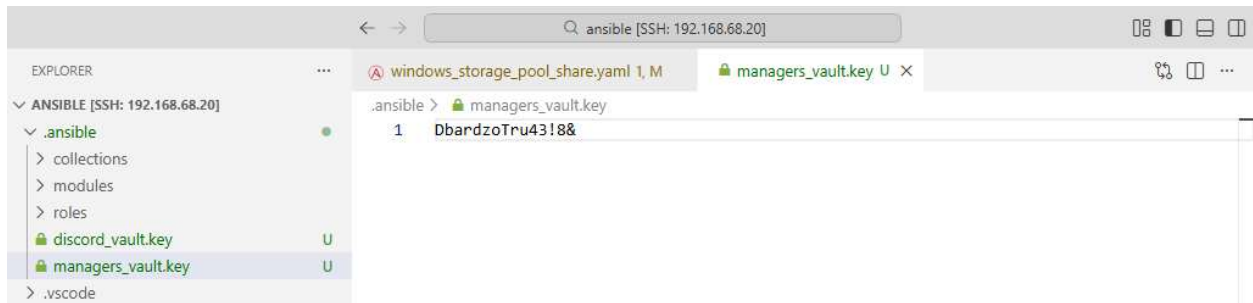 ansible [SSH: 192.168.68.20]
EXPLORER
windows_storage_pool_share.yaml 1, M
managers_vault.key U
ANSIBLE [SSH: 192.168.68.20]
.ansible > managers_vault.key
.ansible
1 DbardzoTru43!8&
collections
modules
roles
discord_vault.key U
managers_vault.key U
.vscode